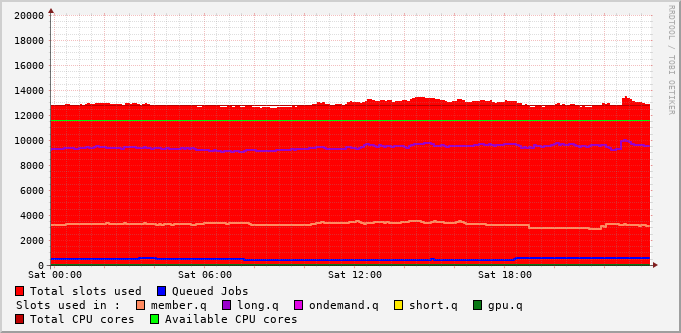 20000
18000
16000
14000
12000
10000
8000
6000
4000
2000
0
Sat 00:00 Sat 06:00 Sat 12:00 Sat 18:00
RRDTOOL / TOBI OETIKER
Total slots used Queued Jobs
Slots used in : member.q long.q ondemand.q short.q gpu.q
Total CPU cores Available CPU cores